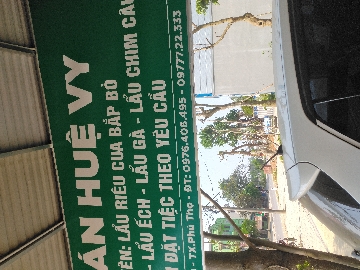 ÁN HUỆ VY
ÊN: LẨU RIÊU CUA BẮP BÒ
- LẨU ẾCH - LẨU GÀ - LẨU CHIM CÂU
ĐẶT TIỆC THEO YÊU CẦU
- TX.Phú Thọ - ĐT: 0976.406.495 - 09777.22.333